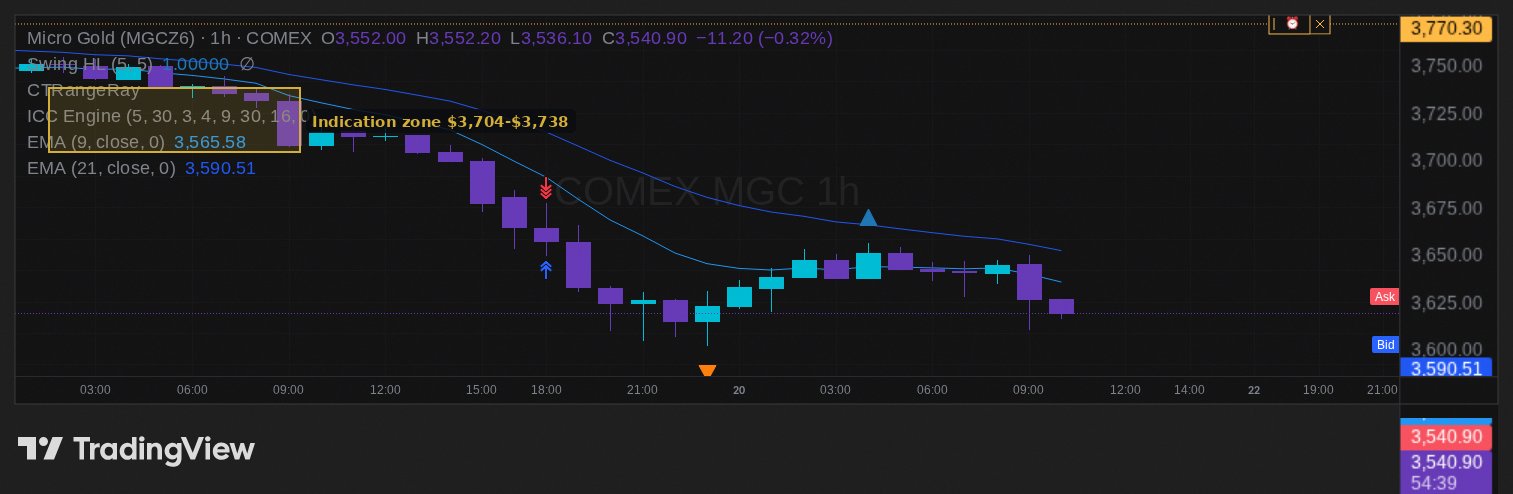 3,770.30
Micro Gold (MGCZ6) · 1h · COMEX O3,552.00 H3,552.20 L3,536.10 C3,540.90 −11.20 (−0.32%)
Swing HL (5, 5) 1.00000 ∅
3,750.00
CTRangeRay
ICC Engine (5, 30, 3, 4, 9, 30, 16, 0
Indication zone $3,704-$3,738
3,725.00
EMA (9, close, 0) 3,565.58
3,700.00
EMA (21, close, 0) 3,590.51
COMEX MGC 1h
3,675.00
3,650.00
Ask
3,625.00
Bid
3,600.00
3,590.51
03:00 06:00 09:00 12:00 15:00 18:00 21:00 20 03:00 06:00 09:00 12:00 14:00 22 19:00 21:00
TradingView
3,540.90
3,540.90
54:39